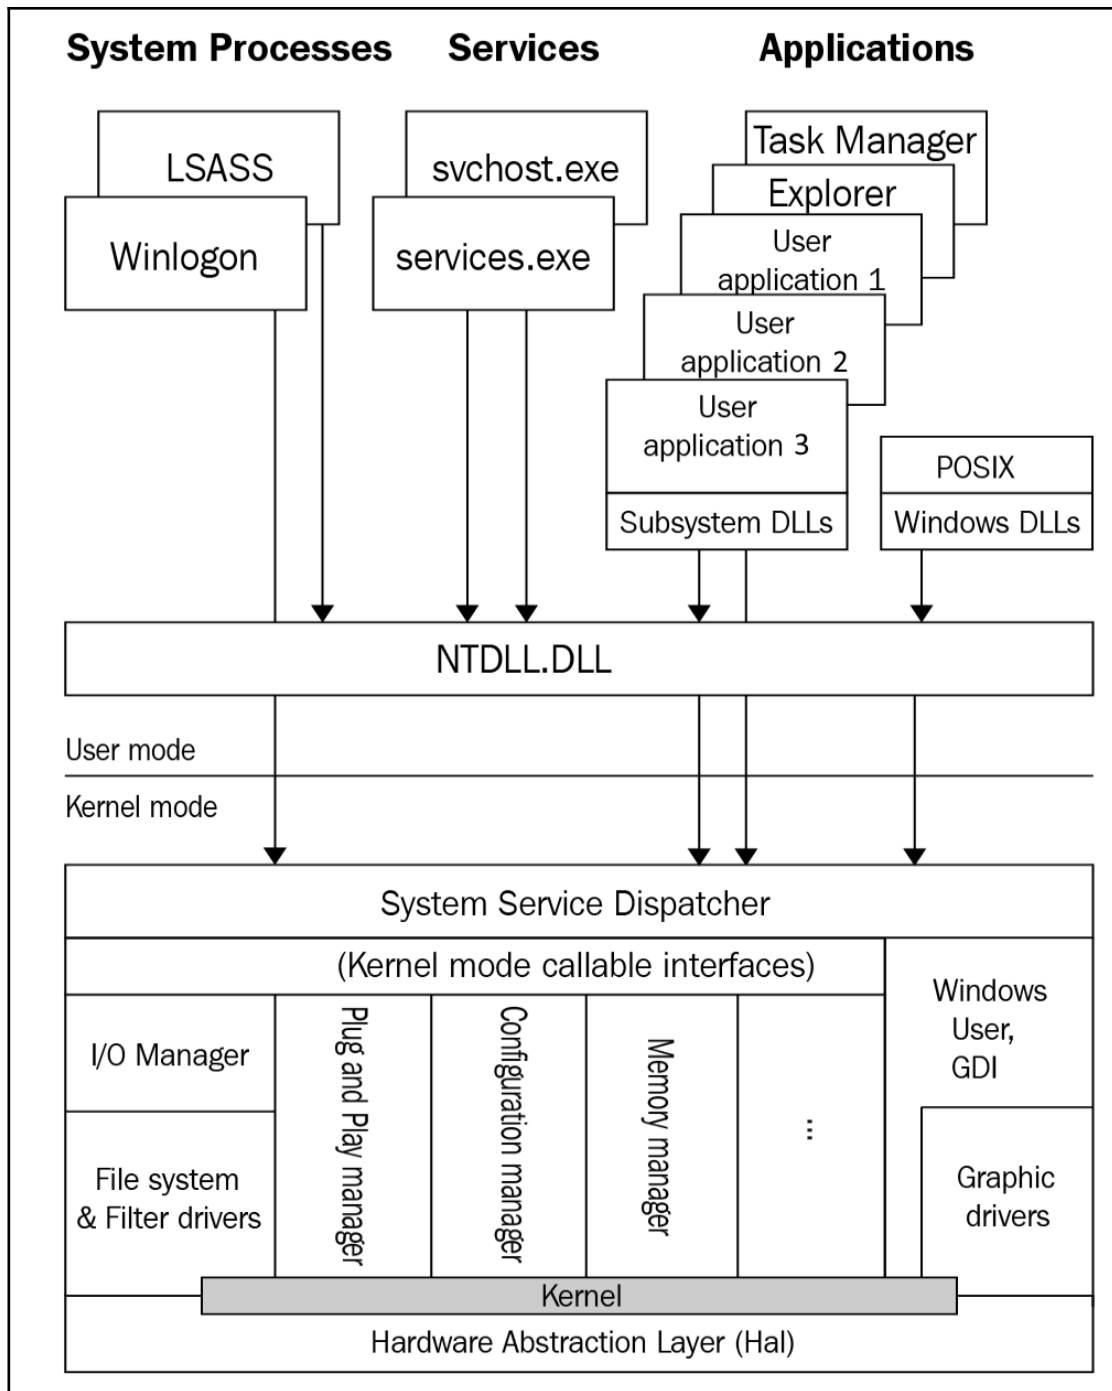 System Processes
Services
Applications
LSASS
Winlogon
svchost.exe
services.exe
Task Manager
Explorer
User
application 1
User
application 2
User
application 3
Subsystem DLLs
POSIX
Windows DLLs
NTDLL.DLL
User mode
Kernel mode
System Service Dispatcher
(Kernel mode callable interfaces)
I/O Manager
File system
& Filter drivers
Plug and Play manager
Configuration manager
Memory manager
...
Windows
User,
GDI
Graphic
drivers
Kernel
Hardware Abstraction Layer (Hal)